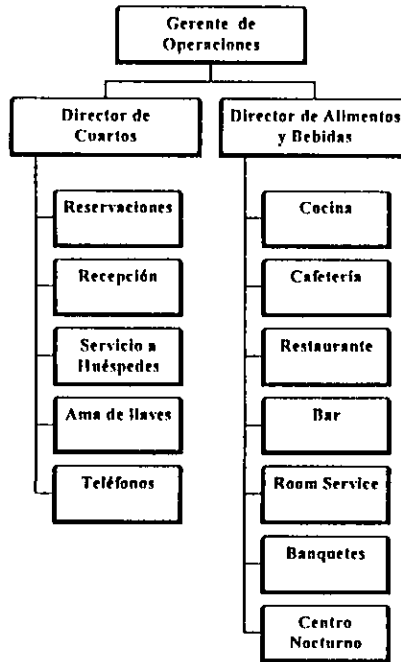 Gerente de
Operaciones
Director de
Cuartos
Director de Alimentos
y Bebidas
Reservaciones
Recepción
Servicio a
Huéspedes
Ama de llaves
Teléfonos
Cocina
Cafetería
Restaurante
Bar
Room Service
Banquetes
Centro
Nocturno